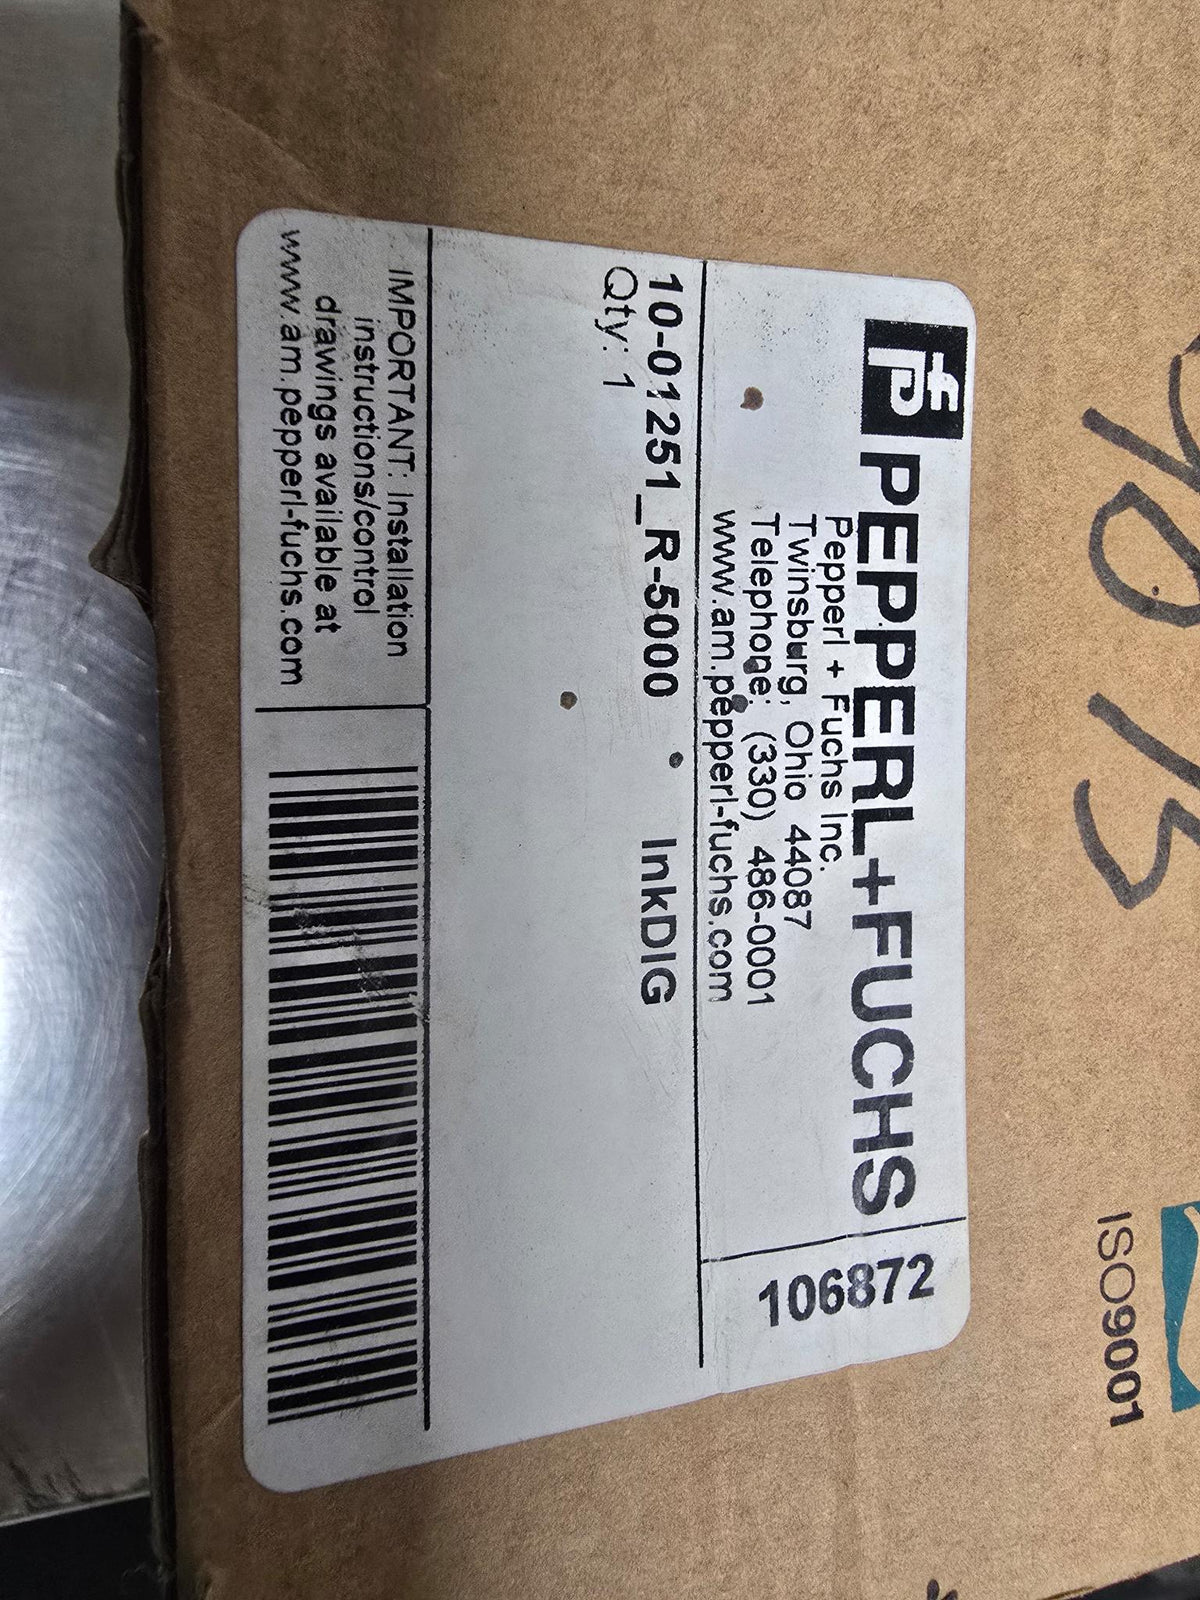 PEPPERL+FUCHS
Pepperl + Fuchs Inc.
Twinsburg, Ohio 44087
Telephone: (330) 486-0001
www.am.pepperl-fuchs.com
106872
10-01251_R-5000 InkDIG
Qty: 1
IMPORTANT: Installation
instructions/control
drawings available at
www.am.pepperl-fuchs.com
ISO9001